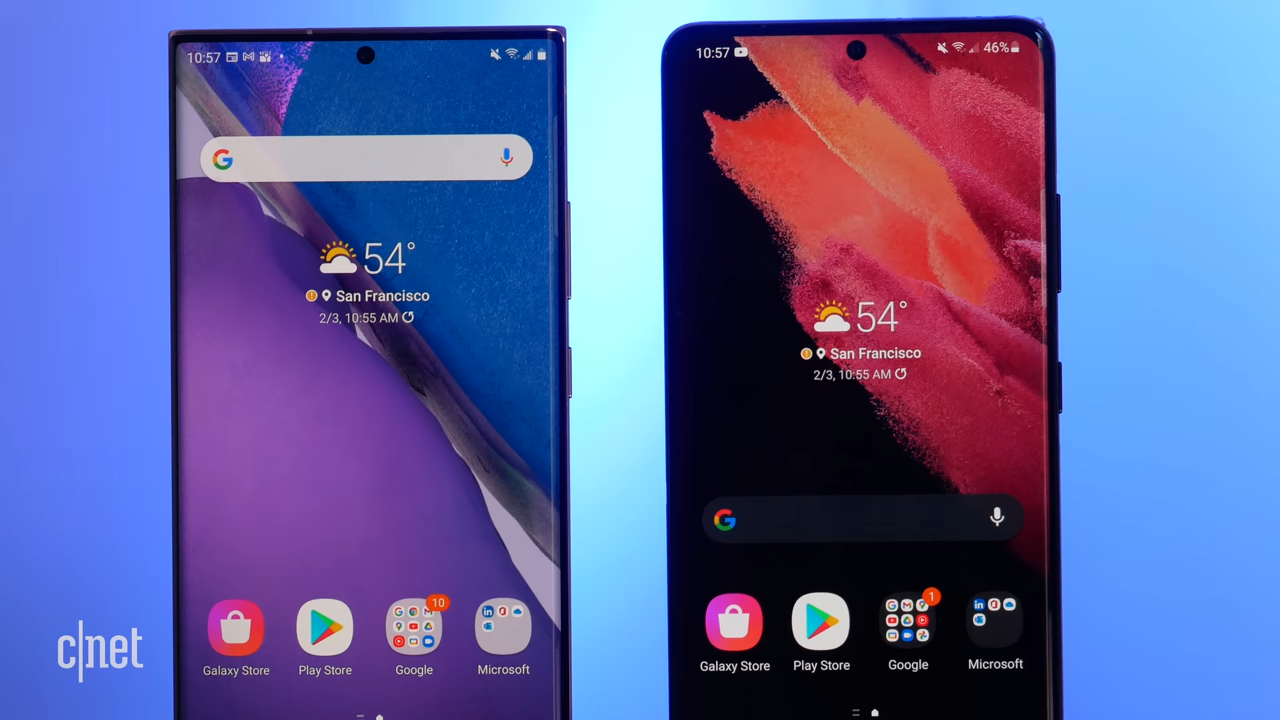 10:57
54°
San Francisco
2/3, 10:55 AM
10
Galaxy Store
Play Store
Google
Microsoft
10:57
46%
54°
San Francisco
2/3, 10:55 AM
1
Galaxy Store
Play Store
Google
Microsoft
c|net